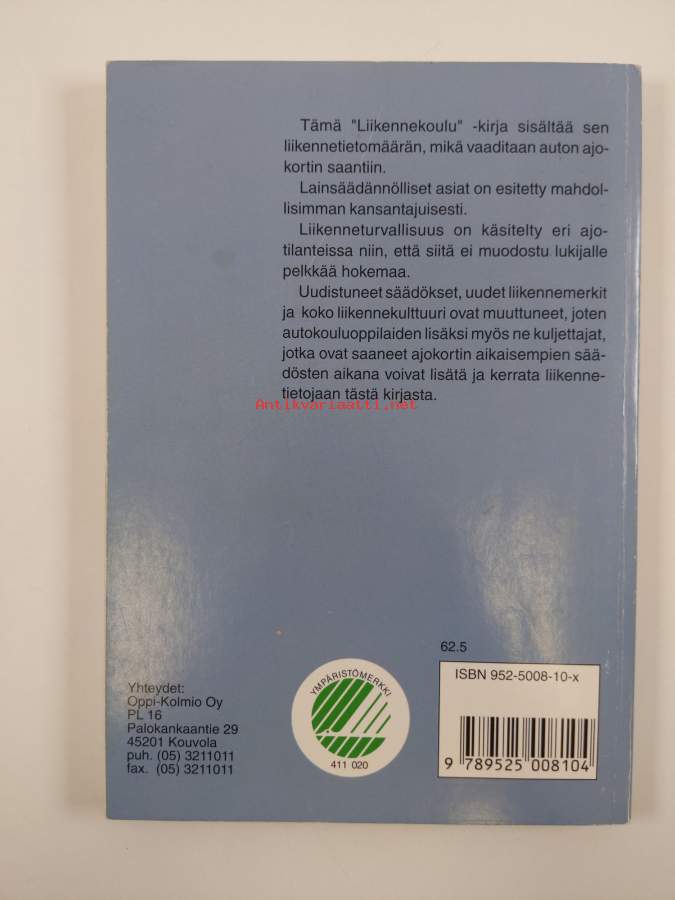 Tämä "Liikennekoulu" -kirja sisältää sen
liikennetietomäärän, mikä vaaditaan auton ajo-
kortin saantiin.
Lainsäädännölliset asiat on esitetty mahdol-
lisimman kansantajuisesti.
Liikenneturvallisuus on käsitelty eri ajo-
tilanteissa niin, että siitä ei muodostu lukijalle
pelkkää hokemaa.
Uudistuneet säädökset, uudet liikennemerkit
ja koko liikennekulttuuri ovat muuttuneet, joten
autokouluoppilaiden lisäksi myös ne kuljettajat,
jotka ovat saaneet ajokortin aikaisempien sää-
dösten aikana voivat lisätä ja kerrata liikenne-
tietojaan tästä kirjasta.
Antikvariaatti.net
Yhteydet:
Oppi-Kolmio Oy
PL 16
Palokankaantie 29
45201 Kouvola
puh. (05) 3211011
fax. (05) 3211011
YMPÄRISTÖMERKKI
411 020
62.5
ISBN 952-5008-10-x
9 789525 008104